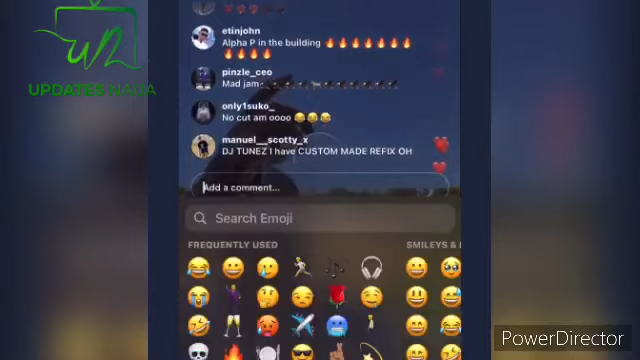 etinjohn
Alpha P in the building 🔥🔥🔥🔥🔥🔥🔥
🔥🔥🔥🔥
pinzle_ceo
Mad jam
only1suko_
No cut am oooo 😂😂😂
manuel__scotty_x
DJ TUNEZ I have CUSTOM MADE REFIX OH
Add a comment...
Search Emoji
FREQUENTLY USED
SMILEYS &
un
UPDATES NAIJA
PowerDirector